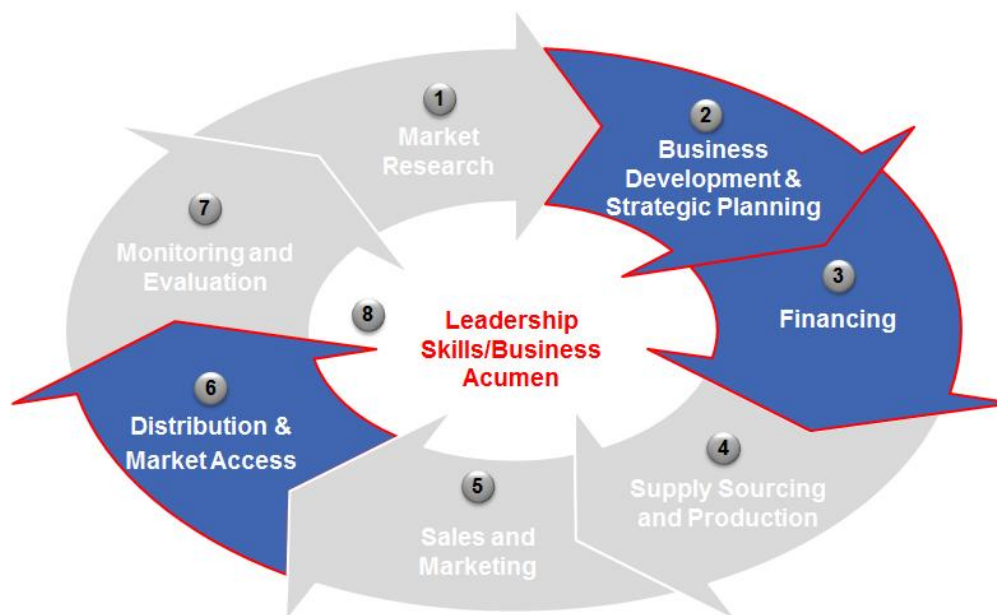 1
Market
Research
2
Business
Development &
Strategic Planning
3
Financing
4
Supply Sourcing
and Production
5
Sales and
Marketing
6
Distribution &
Market Access
7
Monitoring and
Evaluation
8
Leadership
Skills/Business
Acumen